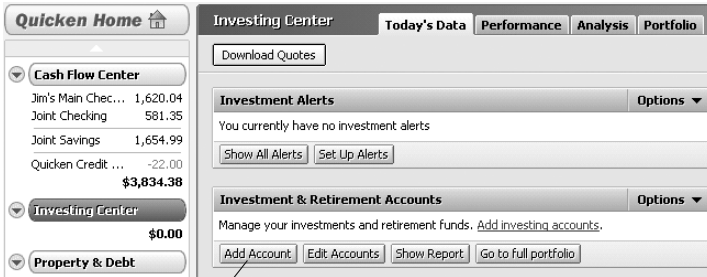 Quicken Home
Cash Flow Center
Jim's Main Chec... 1,620.04
Joint Checking 581.35
Joint Savings 1,654.99
Quicken Credit ... -22.00
$3,834.38
Investing Center
$0.00
Property & Debt
Investing Center Today's Data Performance Analysis Portfolio
Download Quotes
Investment Alerts Options
You currently have no investment alerts
Show All Alerts Set Up Alerts
Investment & Retirement Accounts Options
Manage your investments and retirement funds. Add investing accounts.
Add Account Edit Accounts Show Report Go to full portfolio